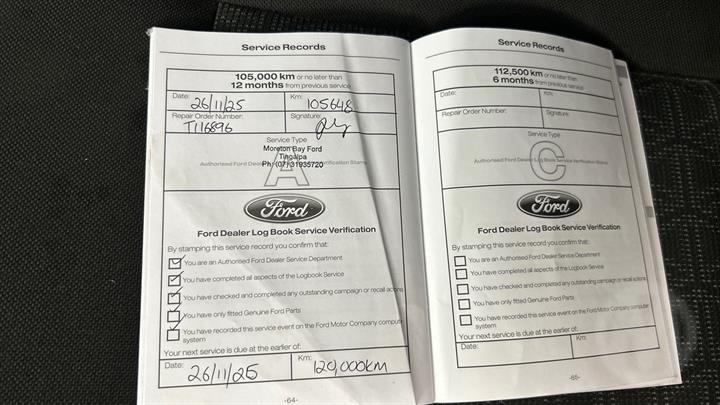 Service Records
105,000 km or no later than
12 months from previous service
Date: 26/11/25 Km: 105648
Repair Order Number: T116896 Signature:
Service Type
Moreton Bay Ford
Tingalpa
Ph: (07) 31935720
Authorised Ford Dealer Verification Stamp
A
Ford
Ford Dealer Log Book Service Verification
By stamping this service record you confirm that:
You are an Authorised Ford Dealer Service Department
You have completed all aspects of the Logbook Service
You have checked and completed any outstanding campaign or recall actions
You have only fitted Genuine Ford Parts
You have recorded this service event on the Ford Motor Company computer
system
Your next service is due at the earlier of:
Date: 26/11/25 Km: 120,000KM
-64-
Service Records
112,500 km or no later than
6 months from previous service
Date: Km:
Repair Order Number: Signature:
Service Type
C
Authorised Ford Dealer Log Book Service Verification Stamp
Ford
Ford Dealer Log Book Service Verification
By stamping this service record you confirm that:
You are an Authorised Ford Dealer Service Department
You have completed all aspects of the Logbook Service
You have checked and completed any outstanding campaign or recall actions
You have only fitted Genuine Ford Parts
You have recorded this service event on the Ford Motor Company computer
system
Your next service is due at the earlier of:
Date: Km:
-65-